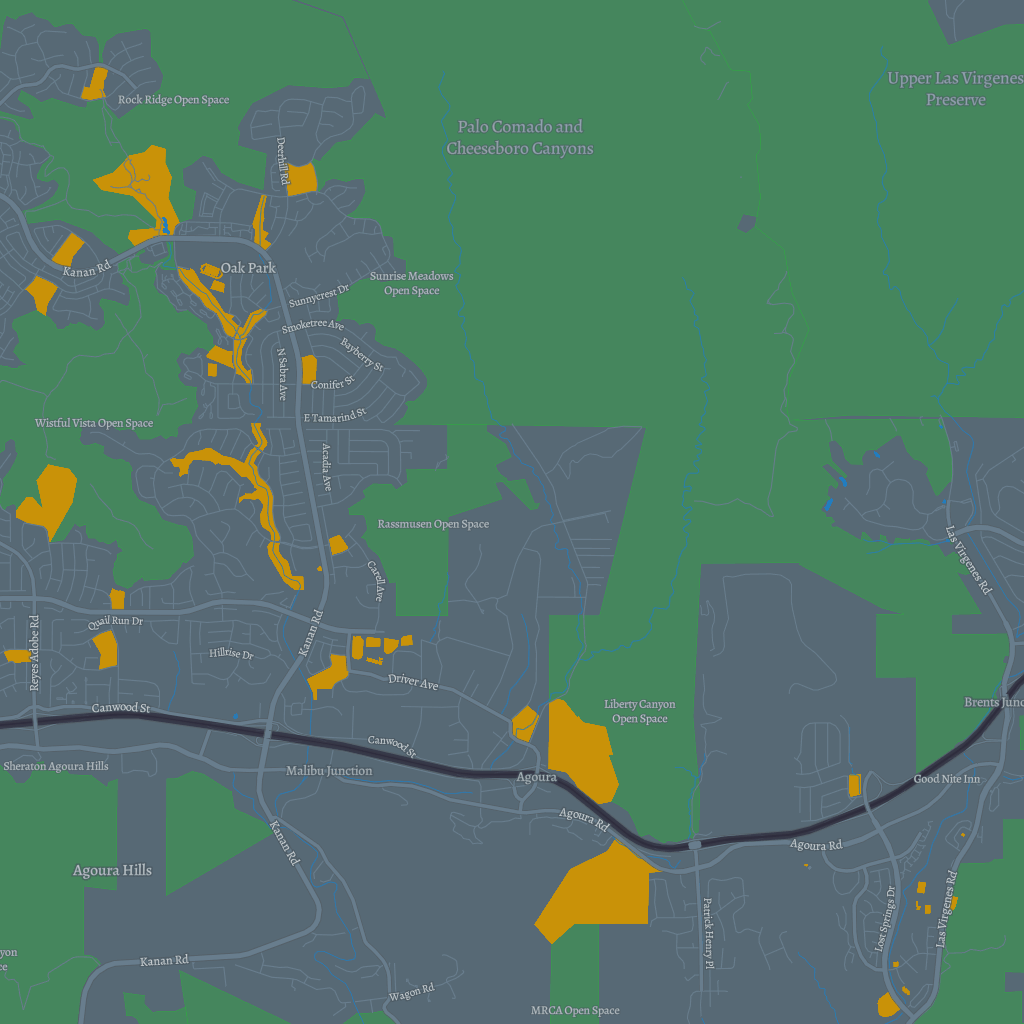 Upper Las Virgenes
Preserve
Rock Ridge Open Space
Palo Comado and
Cheeseboro Canyons
Deerhill Rd
Kanan Rd
Oak Park
Sunrise Meadows
Open Space
Sunnycrest Dr
Smoketree Ave
Bayberry St
N Sabra Ave
Conifer St
E Tamarind St
Wistful Vista Open Space
Acadia Ave
Rassmusen Open Space
Las Virgenes Rd
Carell Ave
Quail Run Dr
Reyes Adobe Rd
Kanan Rd
Hillrise Dr
Driver Ave
Canwood St
Liberty Canyon
Open Space
Brents Junc
Canwood St
Sheraton Agoura Hills
Malibu Junction
Agoura
Good Nite Inn
Agoura Rd
Kanan Rd
Agoura Rd
Agoura Hills
Patrick Henry Pl
Lost Springs Dr
Las Virgenes Rd
yon
ce
Kanan Rd
Wagon Rd
MRCA Open Space